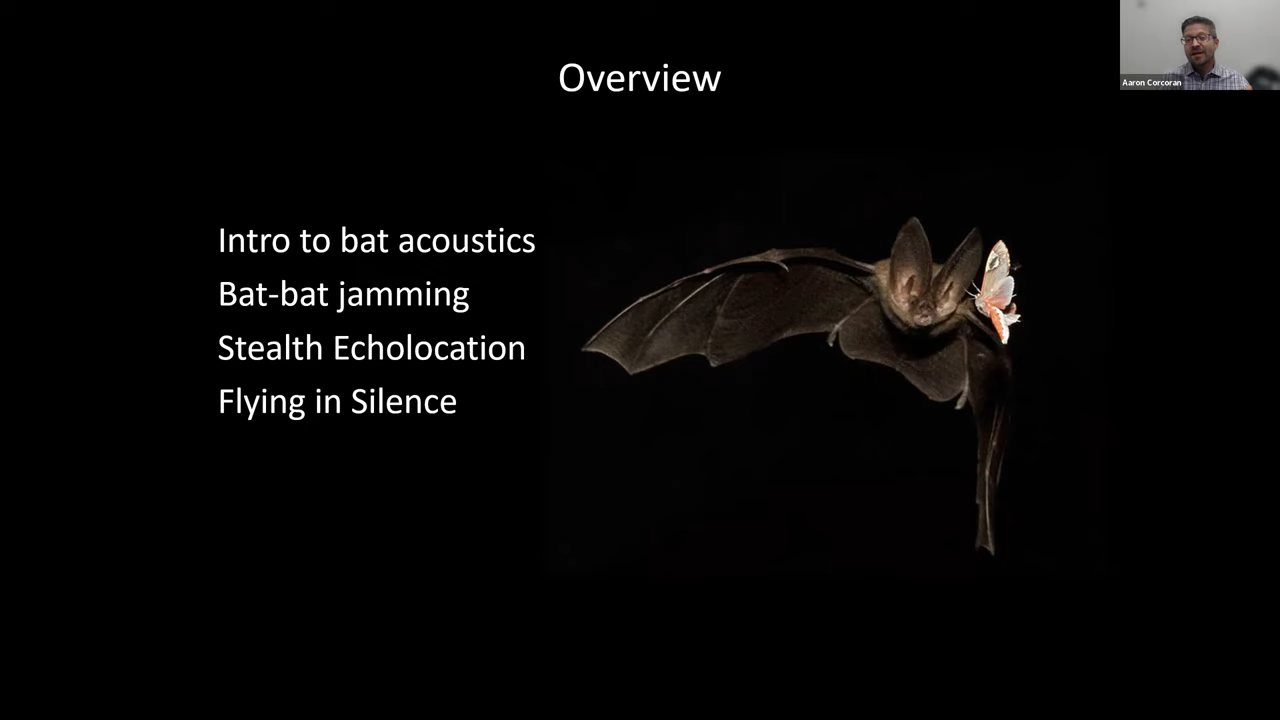 Overview
Aaron Corcoran
Intro to bat acoustics
Bat-bat jamming
Stealth Echolocation
Flying in Silence